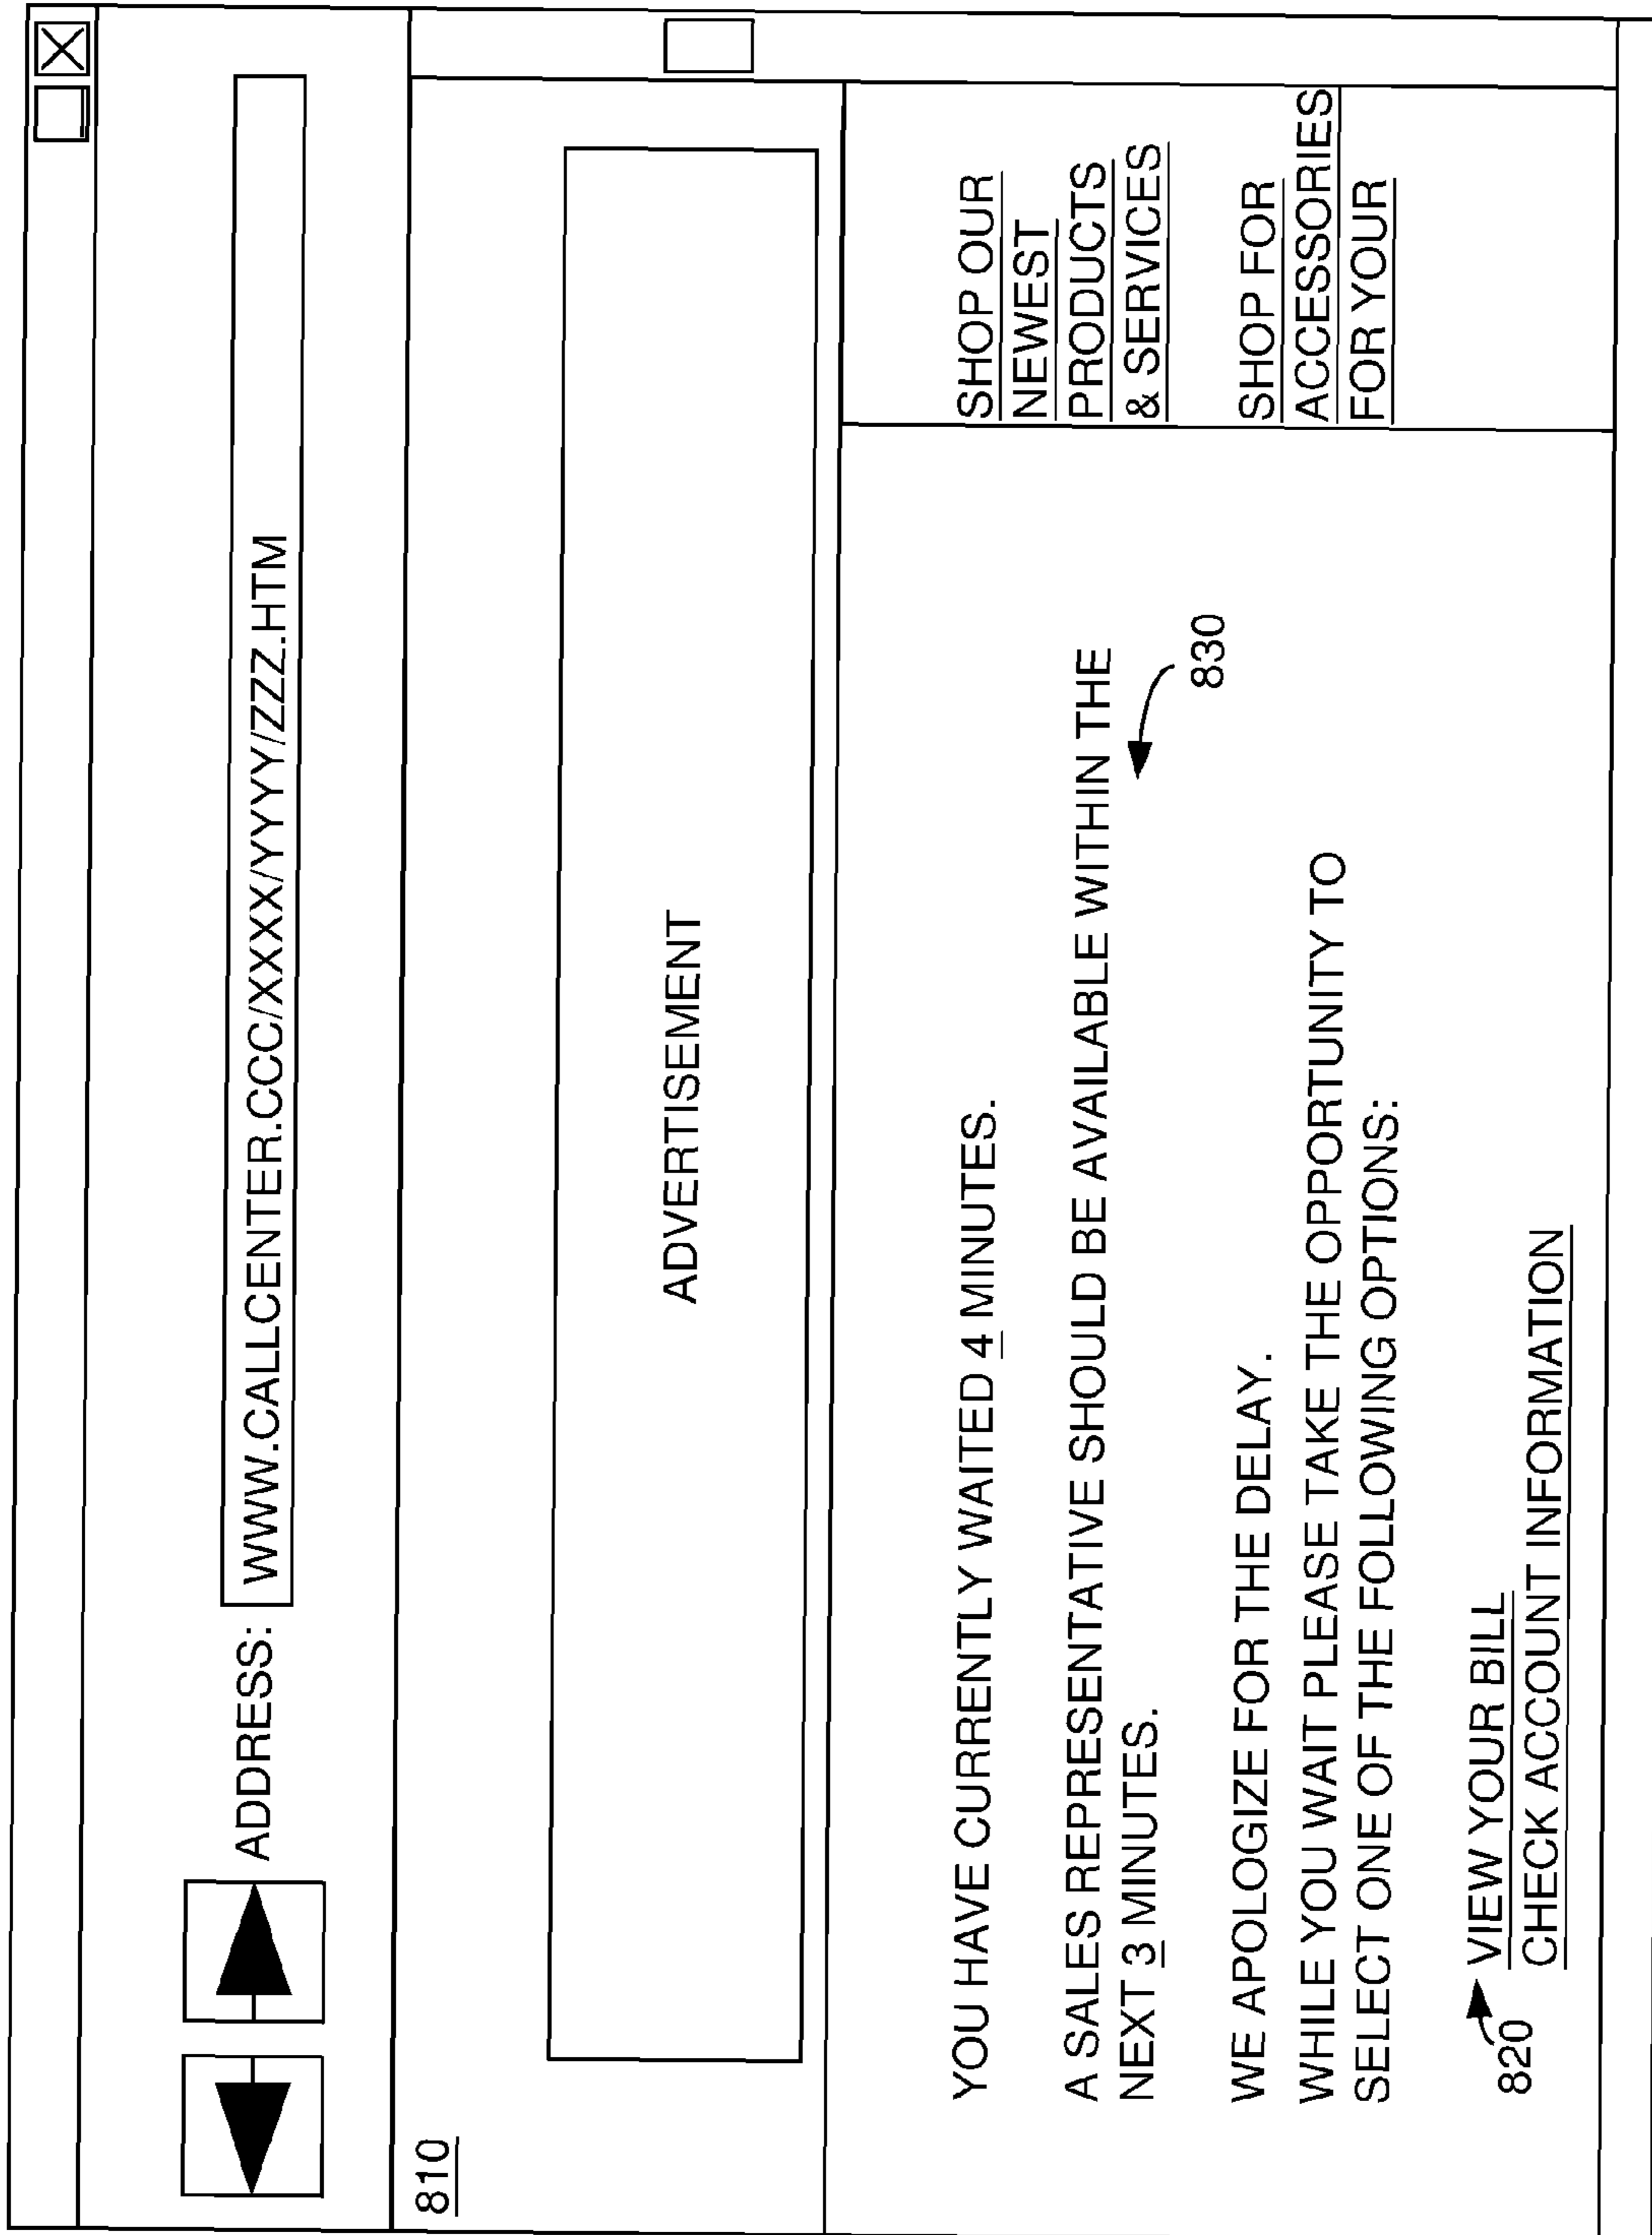 ADDRESS: WWW.CALLCENTER.CCC/XXXX/YYYY/ZZZ.HTM
810
ADVERTISEMENT
YOU HAVE CURRENTLY WAITED 4 MINUTES.
A SALES REPRESENTATIVE SHOULD BE AVAILABLE WITHIN THE
NEXT 3 MINUTES.
830
WE APOLOGIZE FOR THE DELAY.
WHILE YOU WAIT PLEASE TAKE THE OPPORTUNITY TO
SELECT ONE OF THE FOLLOWING OPTIONS:
VIEW YOUR BILL
820
CHECK ACCOUNT INFORMATION
SHOP OUR
NEWEST
PRODUCTS
& SERVICES
SHOP FOR
ACCESSORIES
FOR YOUR